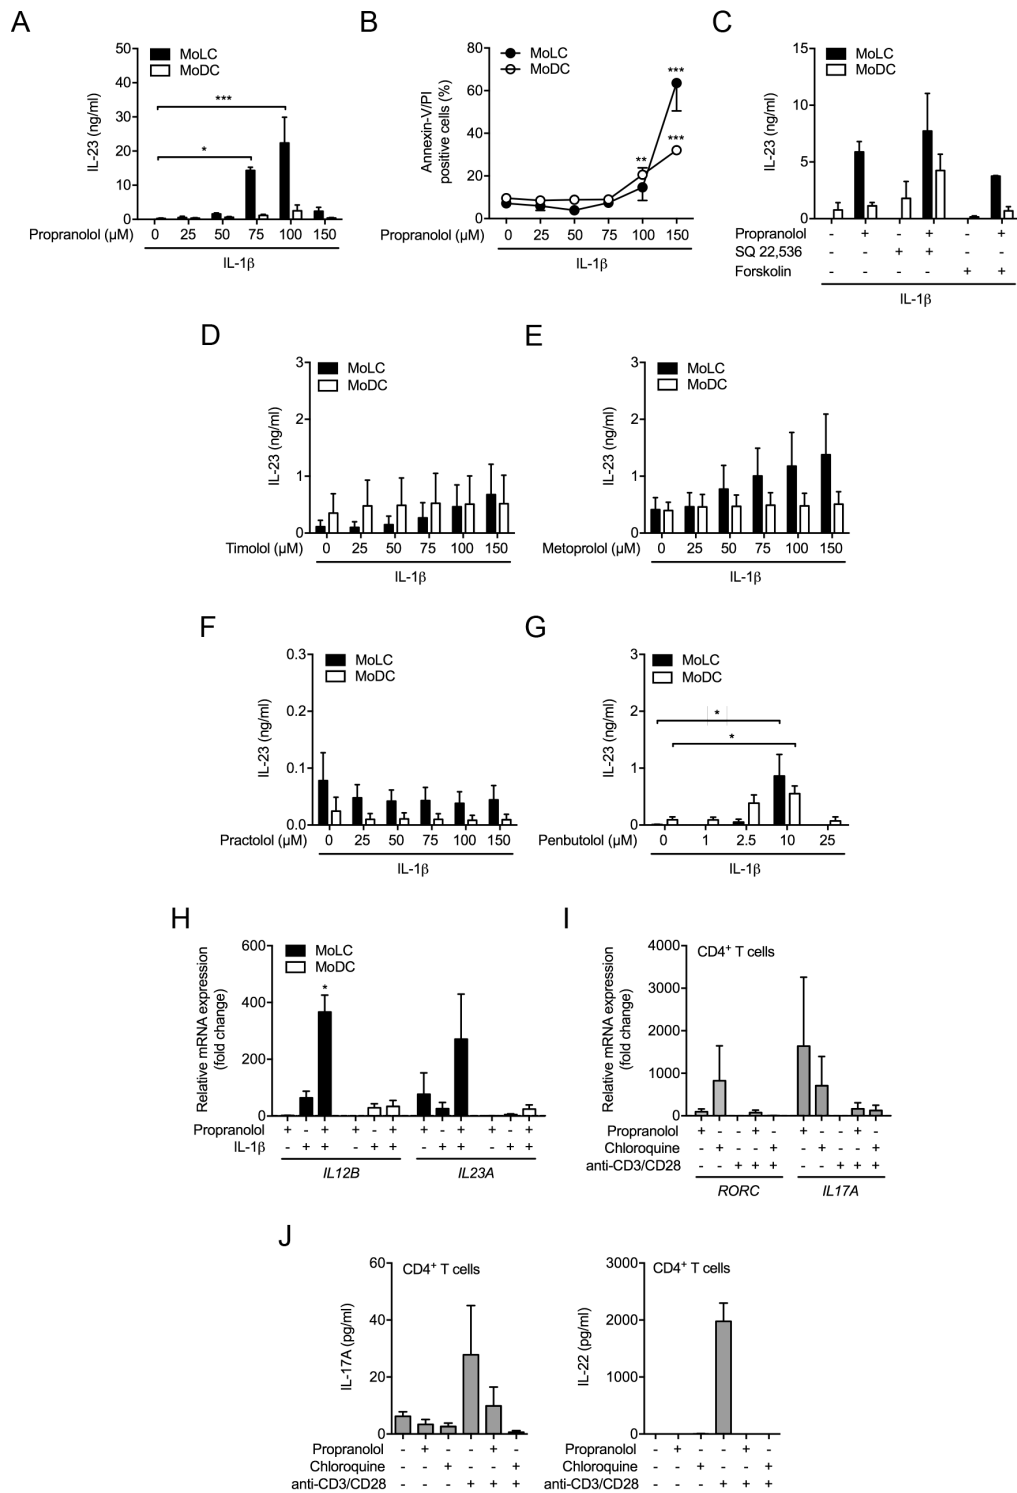 A
50
40
30
20
10
0
IL-23 (ng/ml)
MoLC
MoDC
***
*
Propranolol (µM)
0 25 50 75 100 150
IL-1β
B
80
60
40
20
0
Annexin-V/PI
positive cells (%)
MoLC
MoDC
***
***
**
Propranolol (µM)
0 25 50 75 100 150
IL-1β
C
15
10
5
0
IL-23 (ng/ml)
MoLC
MoDC
Propranolol - + - + - +
SQ 22,536 - - + + - -
Forskolin - - - - + +
IL-1β
D
3
2
1
0
IL-23 (ng/ml)
MoLC
MoDC
Timolol (µM) 0 25 50 75 100 150
IL-1β
E
3
2
1
0
IL-23 (ng/ml)
MoLC
MoDC
Metoprolol (µM) 0 25 50 75 100 150
IL-1β
F
0.3
0.2
0.1
0.0
IL-23 (ng/ml)
MoLC
MoDC
Practolol (µM) 0 25 50 75 100 150
IL-1β
G
3
2
1
0
IL-23 (ng/ml)
MoLC
MoDC
*
*
Penbutolol (µM) 0 1 2.5 10 25
IL-1β
H
600
400
200
0
Relative mRNA expression
(fold change)
MoLC
MoDC
*
Propranolol + - + + - + + - + + - +
IL-1β - + + - + + - + + - + +
IL12B IL23A
I
4000
3000
2000
1000
0
Relative mRNA expression
(fold change)
CD4+ T cells
Propranolol + - - + - + - - + -
Chloroquine - + - - + - + - - +
anti-CD3/CD28 - - + + + - - + + +
RORC IL17A
J
60
40
20
0
IL-17A (pg/ml)
CD4+ T cells
Propranolol - + - - + -
Chloroquine - - + - - +
anti-CD3/CD28 - - - + + +
3000
2000
1000
0
IL-22 (pg/ml)
CD4+ T cells
Propranolol - + - - + -
Chloroquine - - + - - +
anti-CD3/CD28 - - - + + +